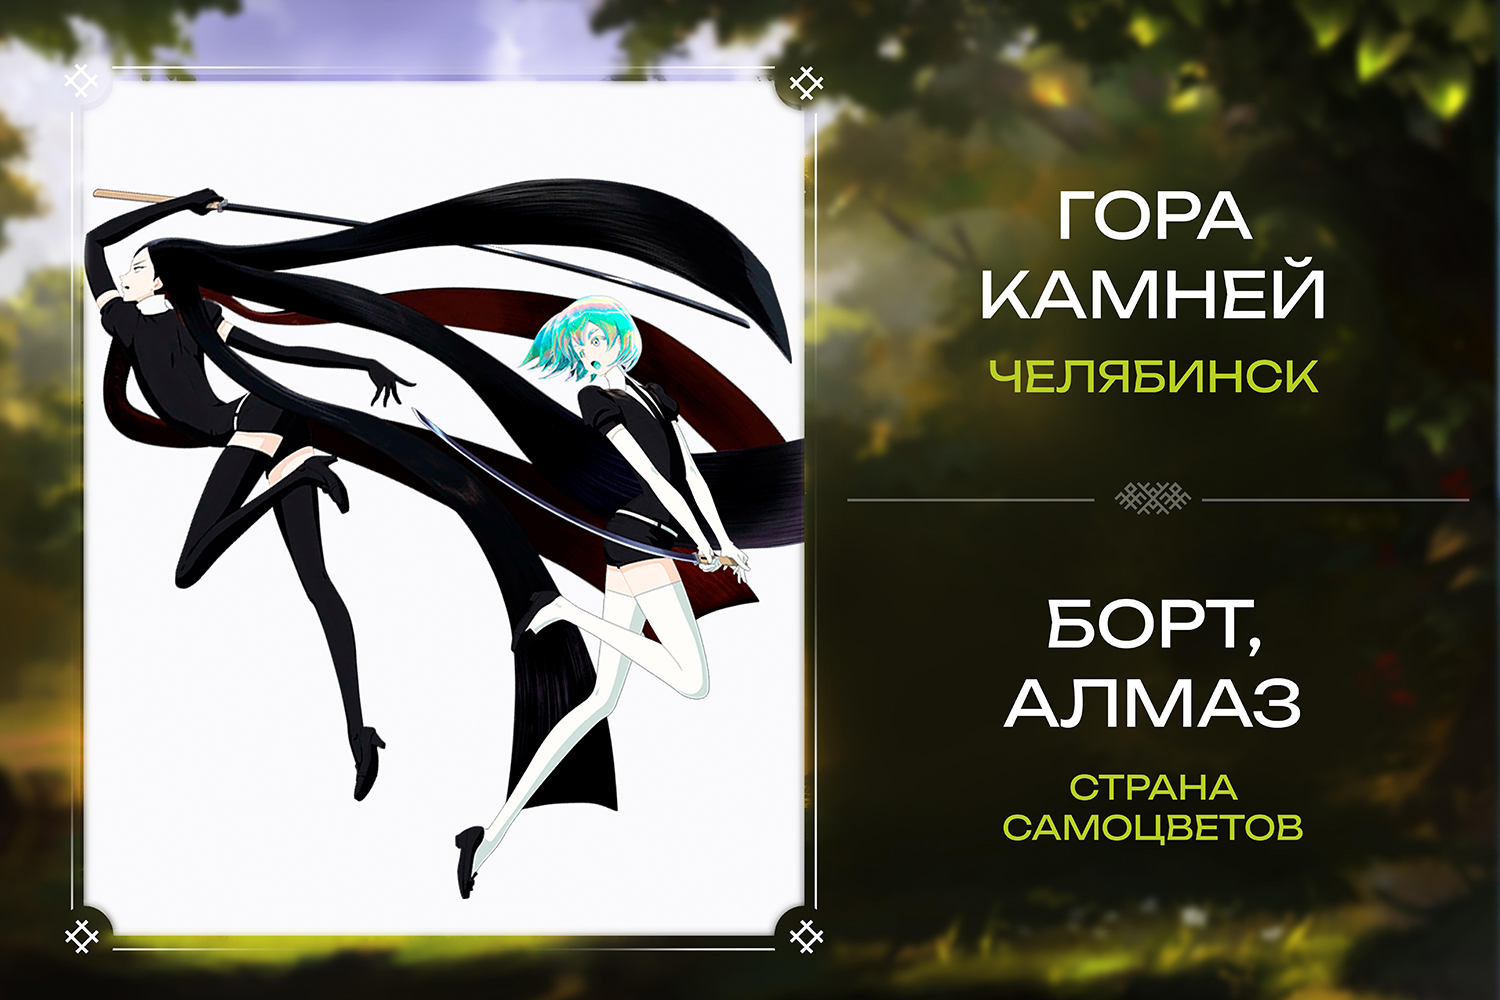 ГОРА
КАМНЕЙ
ЧЕЛЯБИНСК
БОРТ,
АЛМАЗ
СТРАНА
САМОЦВЕТОВ